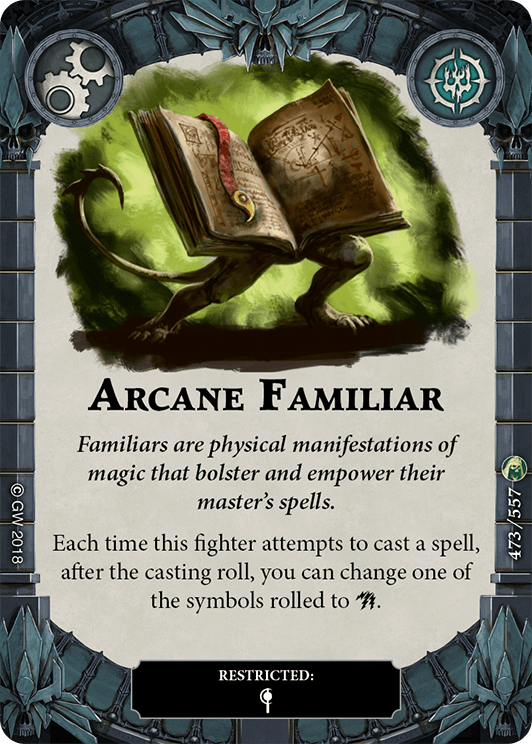 ARCANE FAMILIAR
Familiars are physical manifestations of
magic that bolster and empower their
master's spells.
Each time this fighter attempts to cast a spell,
after the casting roll, you can change one of
the symbols rolled to .
RESTRICTED:
© GW 2018
473/557